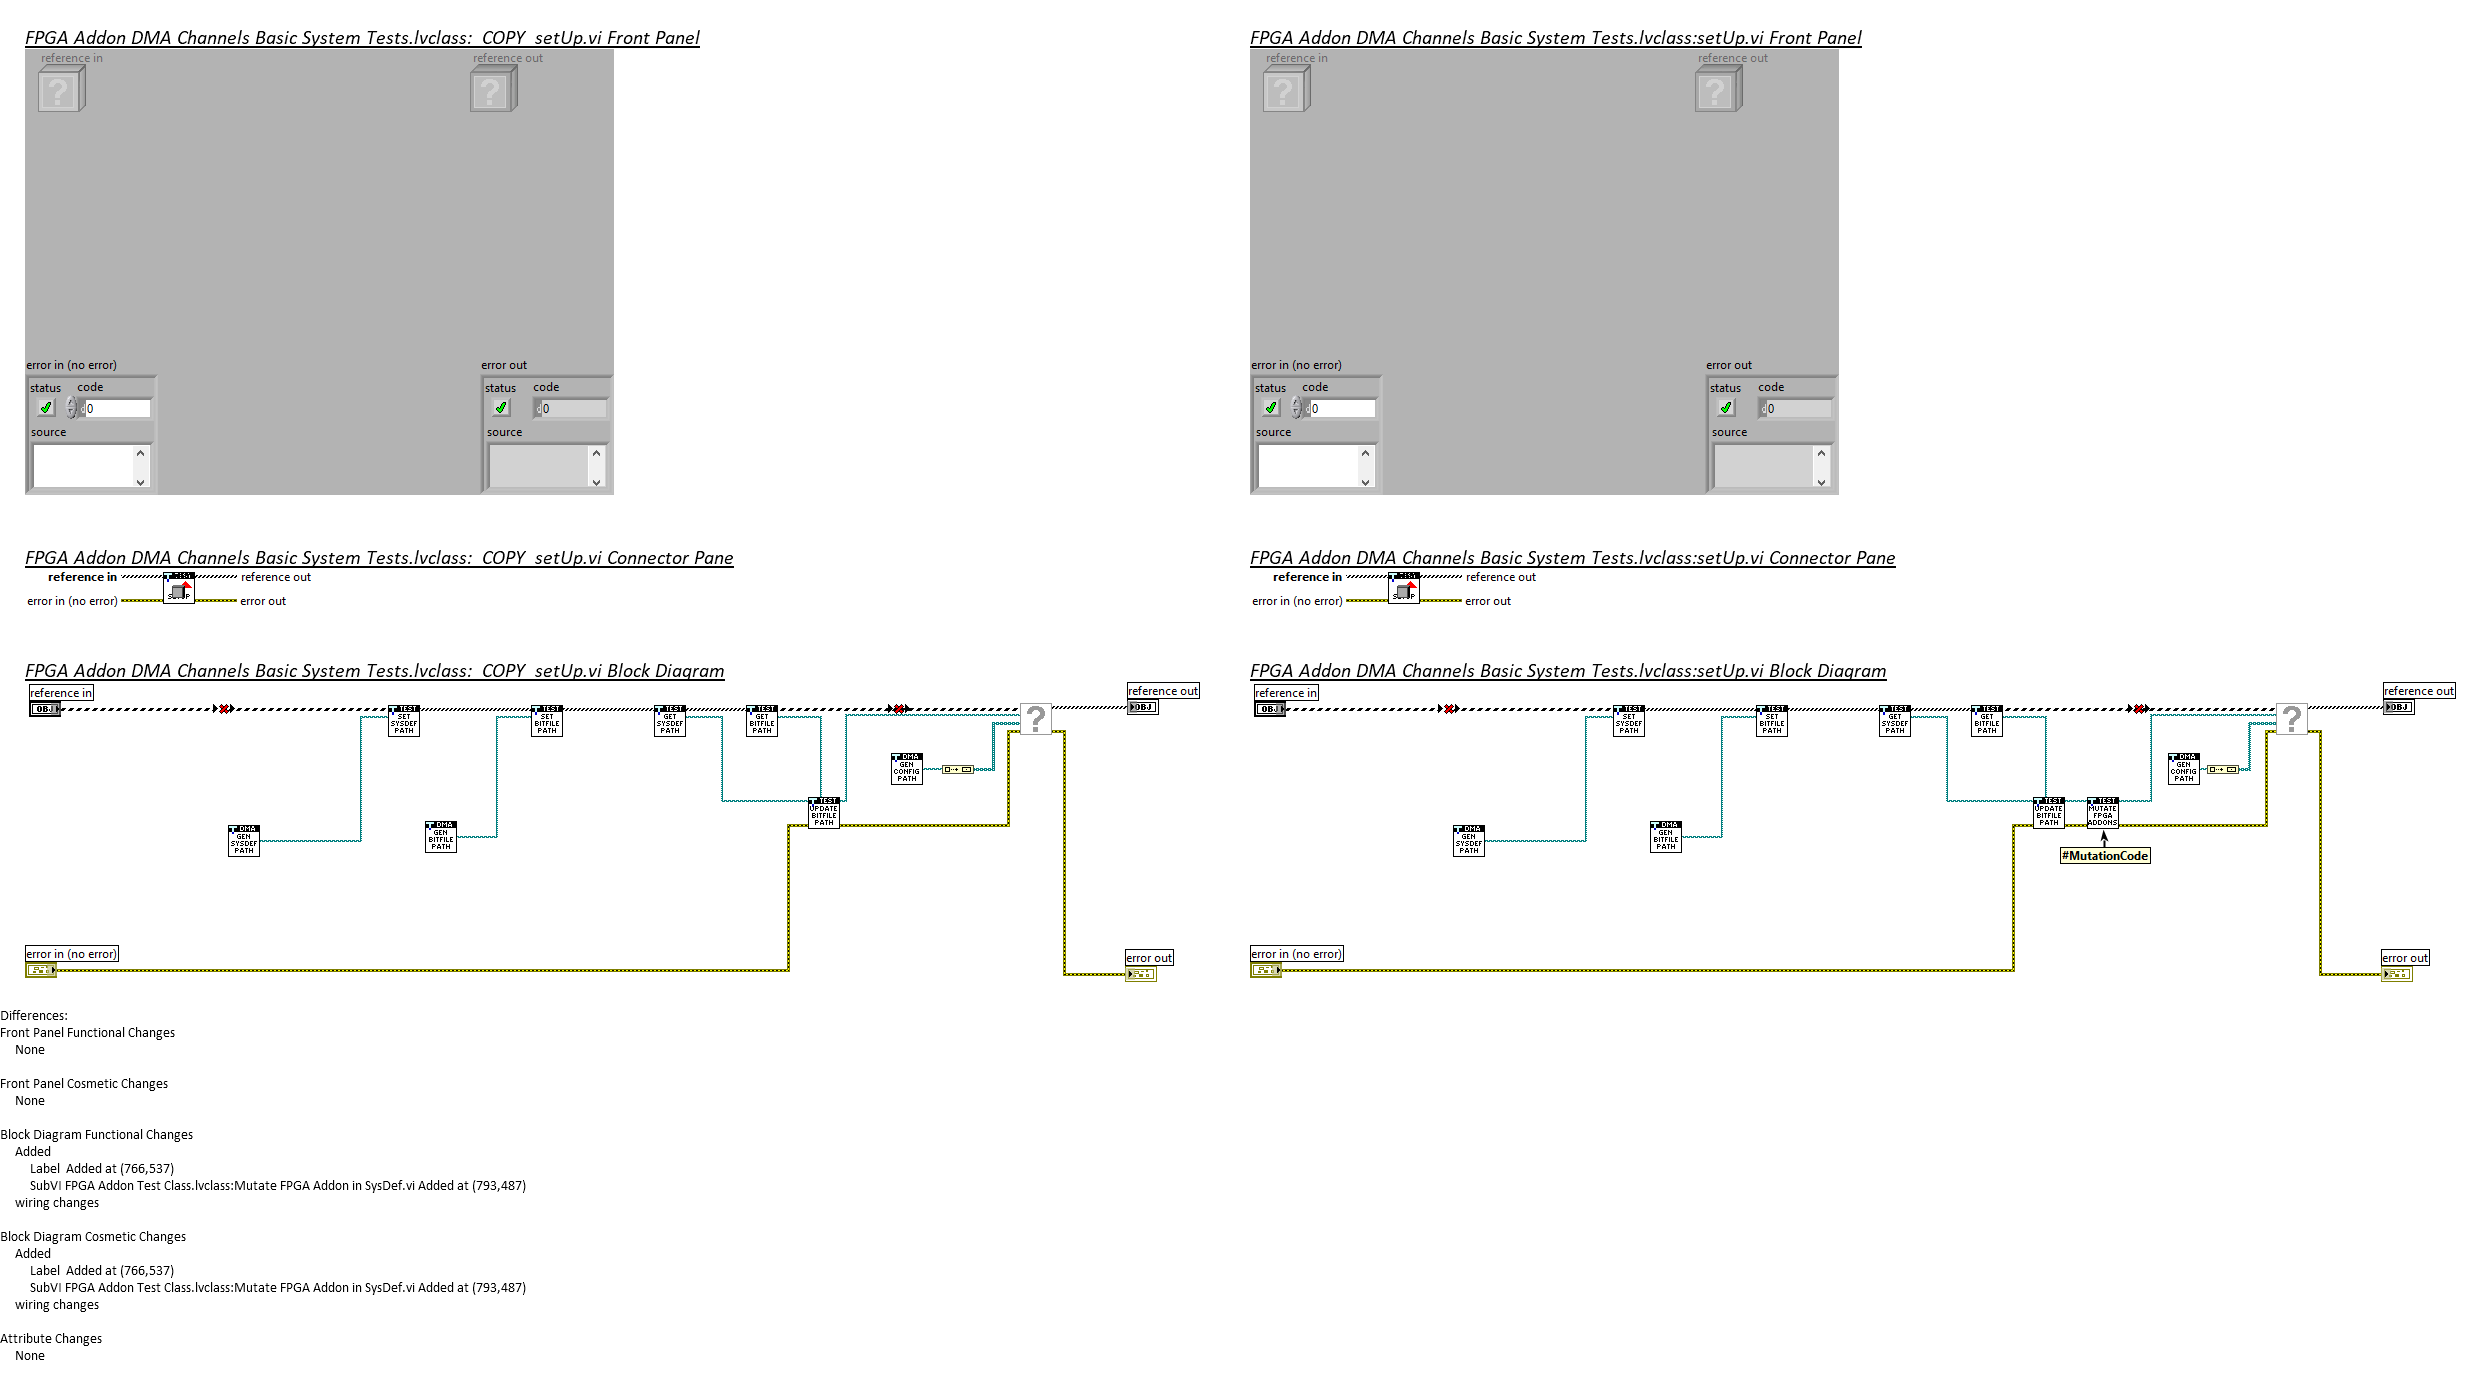 FPGA Addon DMA Channels Basic System Tests.lvclass:_COPY_setUp.vi Front Panel
reference in
reference out
?
?
error in (no error)
error out
status code
0
source
status code
0
source
FPGA Addon DMA Channels Basic System Tests.lvclass:_COPY_setUp.vi Connector Pane
reference in
reference out
error in (no error)
error out
TEST
FPGA Addon DMA Channels Basic System Tests.lvclass:_COPY_setUp.vi Block Diagram
reference in
OBJ
TEST
SET
SYSDEF
PATH
TEST
SET
BITFILE
PATH
TEST
GET
SYSDEF
PATH
TEST
GET
BITFILE
PATH
?
reference out
OBJ
DMA
GEN
CONFIG
PATH
TEST
UPDATE
BITFILE
PATH
DMA
GEN
SYSDEF
PATH
DMA
GEN
BITFILE
PATH
error in (no error)
error out
FPGA Addon DMA Channels Basic System Tests.lvclass:setUp.vi Front Panel
reference in
reference out
?
?
error in (no error)
error out
status code
0
source
status code
0
source
FPGA Addon DMA Channels Basic System Tests.lvclass:setUp.vi Connector Pane
reference in
reference out
error in (no error)
error out
TEST
FPGA Addon DMA Channels Basic System Tests.lvclass:setUp.vi Block Diagram
reference in
OBJ
TEST
SET
SYSDEF
PATH
TEST
SET
BITFILE
PATH
TEST
GET
SYSDEF
PATH
TEST
GET
BITFILE
PATH
?
reference out
OBJ
DMA
GEN
CONFIG
PATH
TEST
UPDATE
BITFILE
PATH
TEST
MUTATE
FPGA
ADDONS
#MutationCode
DMA
GEN
SYSDEF
PATH
DMA
GEN
BITFILE
PATH
error in (no error)
error out
Differences:
Front Panel Functional Changes
None
Front Panel Cosmetic Changes
None
Block Diagram Functional Changes
Added
Label  Added at (766,537)
SubVI FPGA Addon Test Class.lvclass:Mutate FPGA Addon in SysDef.vi Added at (793,487)
wiring changes
Block Diagram Cosmetic Changes
Added
Label  Added at (766,537)
SubVI FPGA Addon Test Class.lvclass:Mutate FPGA Addon in SysDef.vi Added at (793,487)
wiring changes
Attribute Changes
None